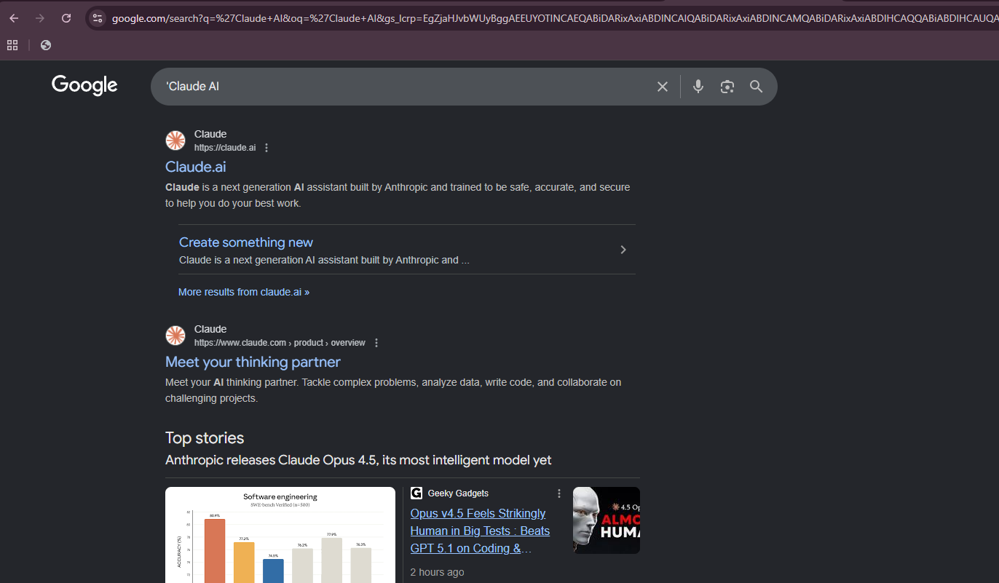 google.com/search?q=%27Claude+AI&oq=%27Claude+AI&gs_lcrp=EgZjaHJvbWUyBggAEEUYOTINCAEQABiDARixAxiABDINCAIQABiDARixAxiABDINCAMQABiDARixAxiABDIHCAQQABiABDIHCAUQA
Google
'Claude AI
Claude
https://claude.ai
Claude.ai
Claude is a next generation AI assistant built by Anthropic and trained to be safe, accurate, and secure
to help you do your best work.
Create something new
Claude is a next generation AI assistant built by Anthropic and ...
More results from claude.ai »
Claude
https://www.claude.com › product › overview
Meet your thinking partner
Meet your AI thinking partner. Tackle complex problems, analyze data, write code, and collaborate on
challenging projects.
Top stories
Anthropic releases Claude Opus 4.5, its most intelligent model yet
Software engineering
SWE-bench Verified (n=500)
ACCURACY (%)
82
80
78
76
74
72
80.9%
77.2%
74.5%
76.2%
77.9%
76.3%
G Geeky Gadgets
Opus v4.5 Feels Strikingly
Human in Big Tests : Beats
GPT 5.1 on Coding &...
2 hours ago
4.5 Op
ALMO
HUMA